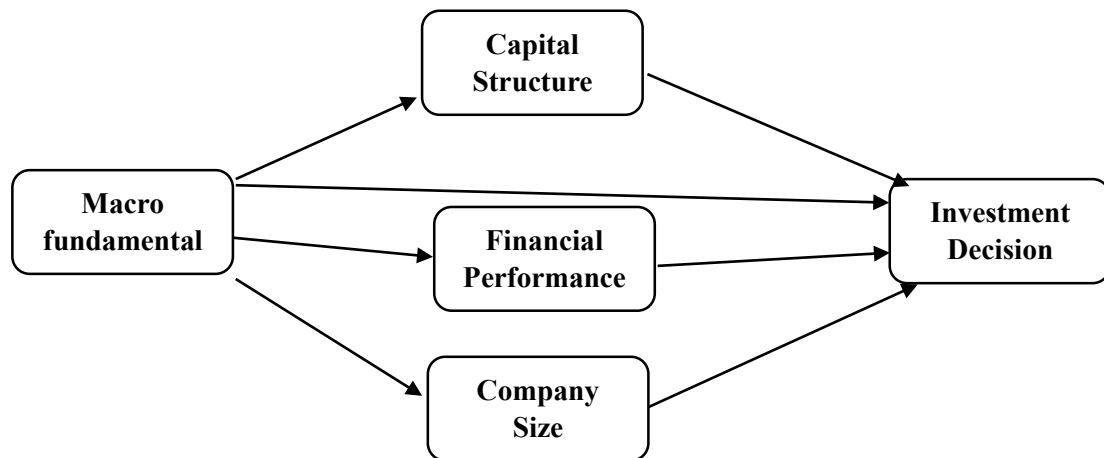 Capital
Structure
Macro
fundamental
Financial
Performance
Investment
Decision
Company
Size